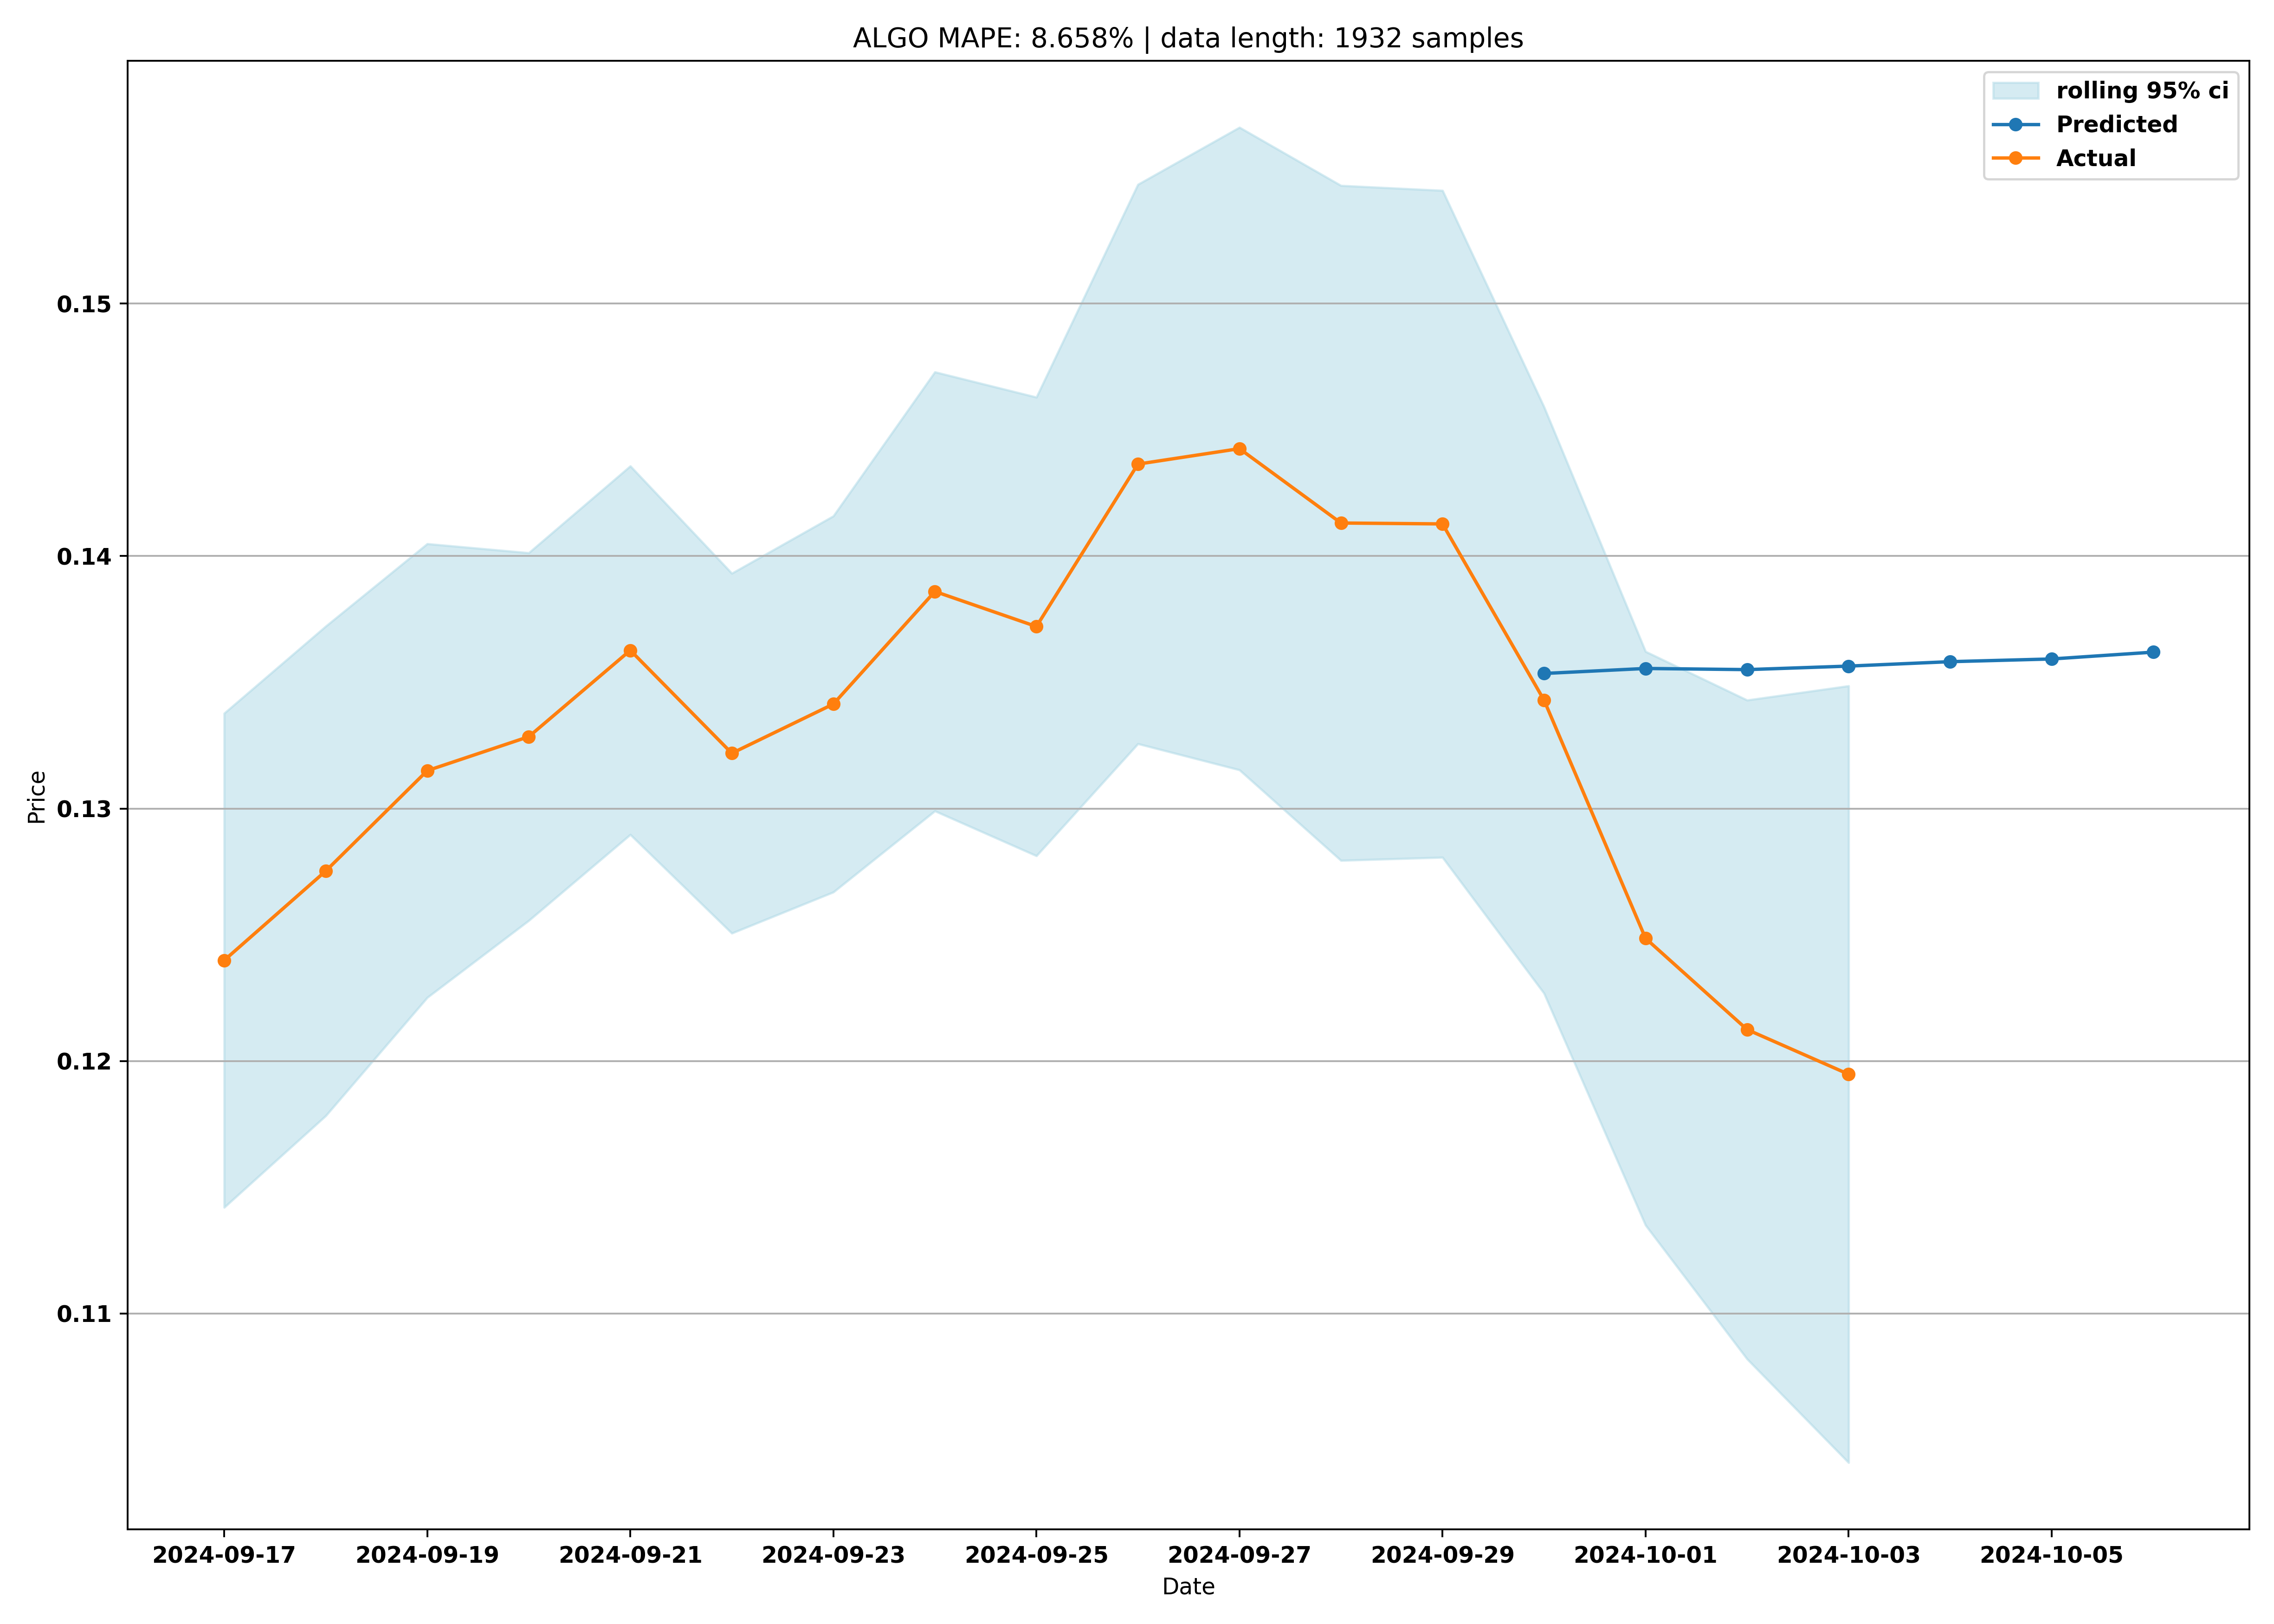 ALGO MAPE: 8.658% | data length: 1932 samples
rolling 95% ci
Predicted
Actual
Price
0.15
0.14
0.13
0.12
0.11
2024-09-17
2024-09-19
2024-09-21
2024-09-23
2024-09-25
2024-09-27
2024-09-29
2024-10-01
2024-10-03
2024-10-05
Date